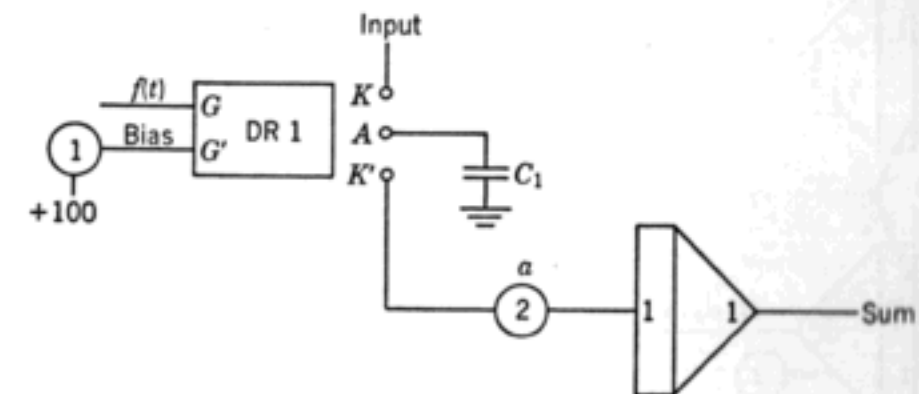 Input
f(t)
K
G
DR 1
A
1
Bias
G'
K'
C1
+100
a
2
1
1
Sum